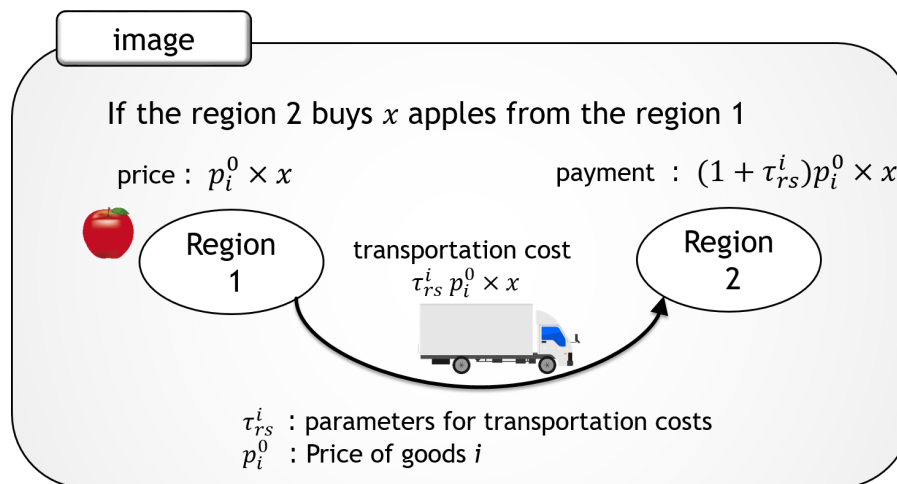 image
If the region 2 buys x apples from the region 1
price : p_i^0 × x
payment : (1 + τ_rs^i)p_i^0 × x
Region
1
transportation cost
τ_rs^i p_i^0 × x
Region
2
τ_rs^i : parameters for transportation costs
p_i^0 : Price of goods i